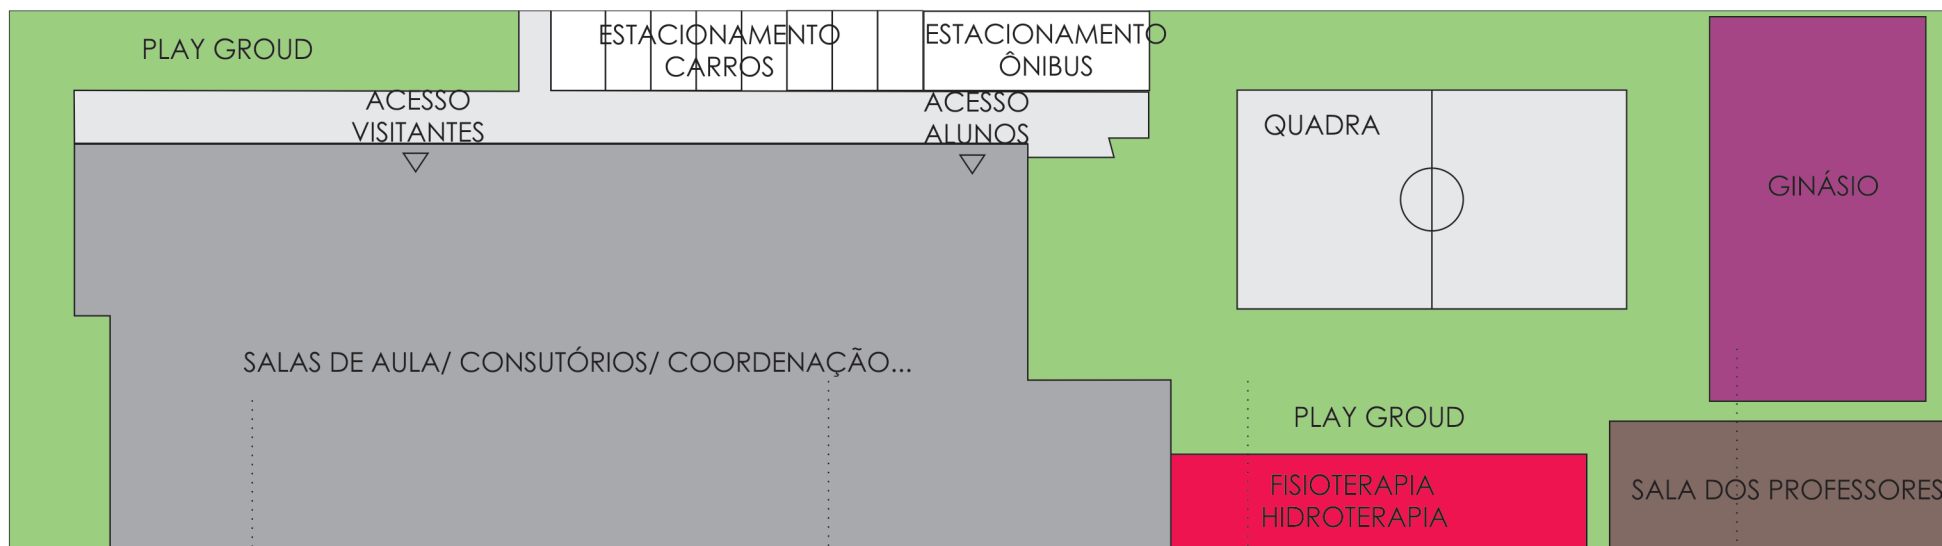 PLAY GROUD
ESTACIONAMENTO
CARROS
ESTACIONAMENTO
ÔNIBUS
ACESSO
VISITANTES
ACESSO
ALUNOS
QUADRA
GINÁSIO
SALAS DE AULA/ CONSUTÓRIOS/ COORDENAÇÃO...
PLAY GROUD
FISIOTERAPIA
HIDROTERAPIA
SALA DOS PROFESSORES